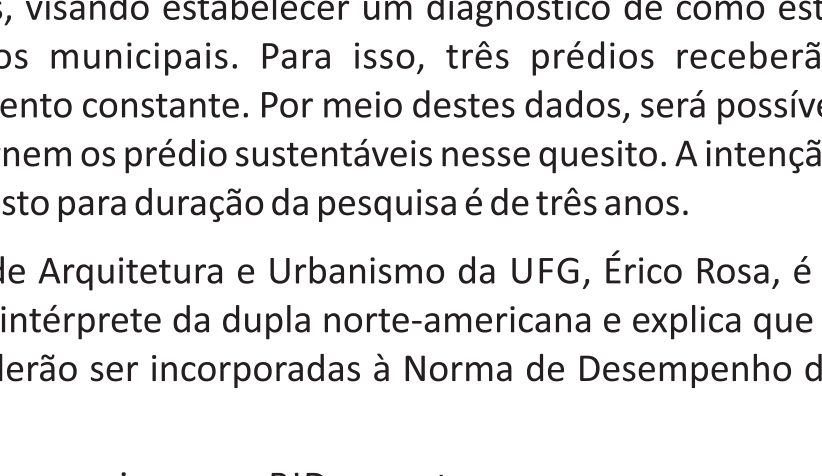 s, visando estabelecer um diagnóstico de como est
os municipais. Para isso, três prédios receberã
ento constante. Por meio destes dados, será possíve
nem os prédio sustentáveis nesse quesito. A intençã
sto para duração da pesquisa é de três anos.
de Arquitetura e Urbanismo da UFG, Érico Rosa, é
intérprete da dupla norte-americana e explica que
derão ser incorporadas à Norma de Desempenho d